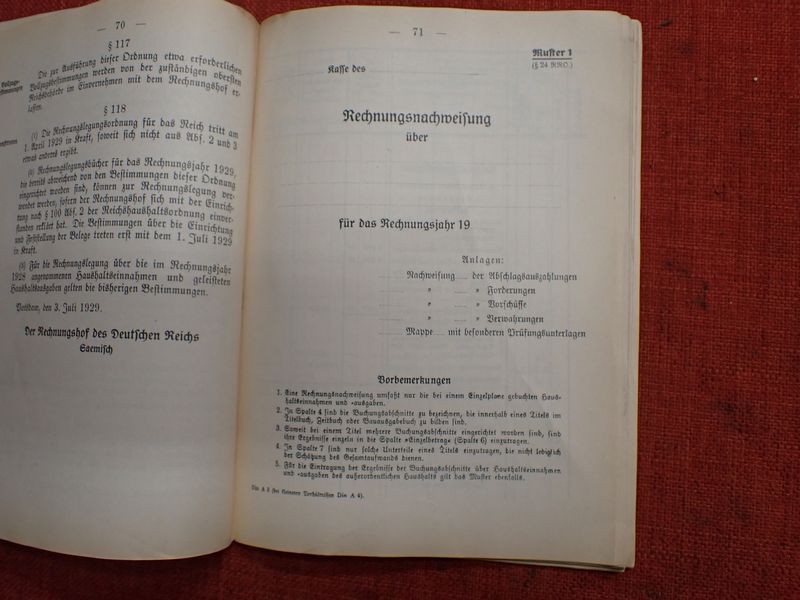 — 70 —
§ 117
Vollzugs-
bestimmungen
Die zur Ausführung dieser Ordnung etwa erforderlichen
Vollzugsbestimmungen werden von der zuständigen obersten
Reichsbehörde im Einvernehmen mit dem Rechnungshof er-
lassen.
§ 118
(1) Die Rechnungslegungsordnung für das Reich tritt am
1. April 1929 in Kraft, soweit sich nicht aus Abs. 2 und 3
etwas anderes ergibt.
(2) Rechnungslegungsbücher für das Rechnungsjahr 1929,
die bereits abweichend von den Bestimmungen dieser Ordnung
eingerichtet worden sind, können zur Rechnungslegung ver-
wendet werden, sofern der Rechnungshof sich mit der Einrich-
tung nach § 100 Abs. 2 der Reichshaushaltsordnung einver-
standen erklärt hat. Die Bestimmungen über die Einrichtung
und Feststellung der Belege treten erst mit dem 1. Juli 1929
in Kraft.
(3) Für die Rechnungslegung über die im Rechnungsjahr
1928 angenommenen Haushaltseinnahmen und geleisteten
Haushaltsausgaben gelten die bisherigen Bestimmungen.
Potsdam, den 3. Juli 1929.
Der Rechnungshof des Deutschen Reichs
Saemisch
— 71 —
Muster 1
(§ 24 RRO.)
Kasse des
Rechnungsnachweisung
über
für das Rechnungsjahr 19
Anlagen:
Nachweisung der Abschlagsauszahlungen
" " Forderungen
" " Vorschüsse
" " Verwahrungen
Mappe mit besonderen Prüfungsunterlagen
Vorbemerkungen
1. Eine Rechnungsnachweisung umfaßt nur die bei einem Einzelplane gebuchten Haus-
haltseinnahmen und -ausgaben.
2. In Spalte 4 sind die Buchungsabschnitte zu bezeichnen, die innerhalb eines Titels im
Titelbuch, Zeitbuch oder Bauausgabebuch zu bilden sind.
3. Soweit bei einem Titel mehrere Buchungsabschnitte eingerichtet worden sind, sind
ihre Ergebnisse einzeln in die Spalte »Einzelbetrag« (Spalte 6) einzutragen.
4. In Spalte 7 sind nur solche Unterteile eines Titels einzutragen, die nicht lediglich
der Schätzung des Gesamtaufwands dienen.
5. Für die Eintragung der Ergebnisse der Buchungsabschnitte über Haushaltseinnahmen
und -ausgaben des außerordentlichen Haushalts gilt das Muster ebenfalls.
Din A 3 (bei kleineren Verhältnissen Din A 4).